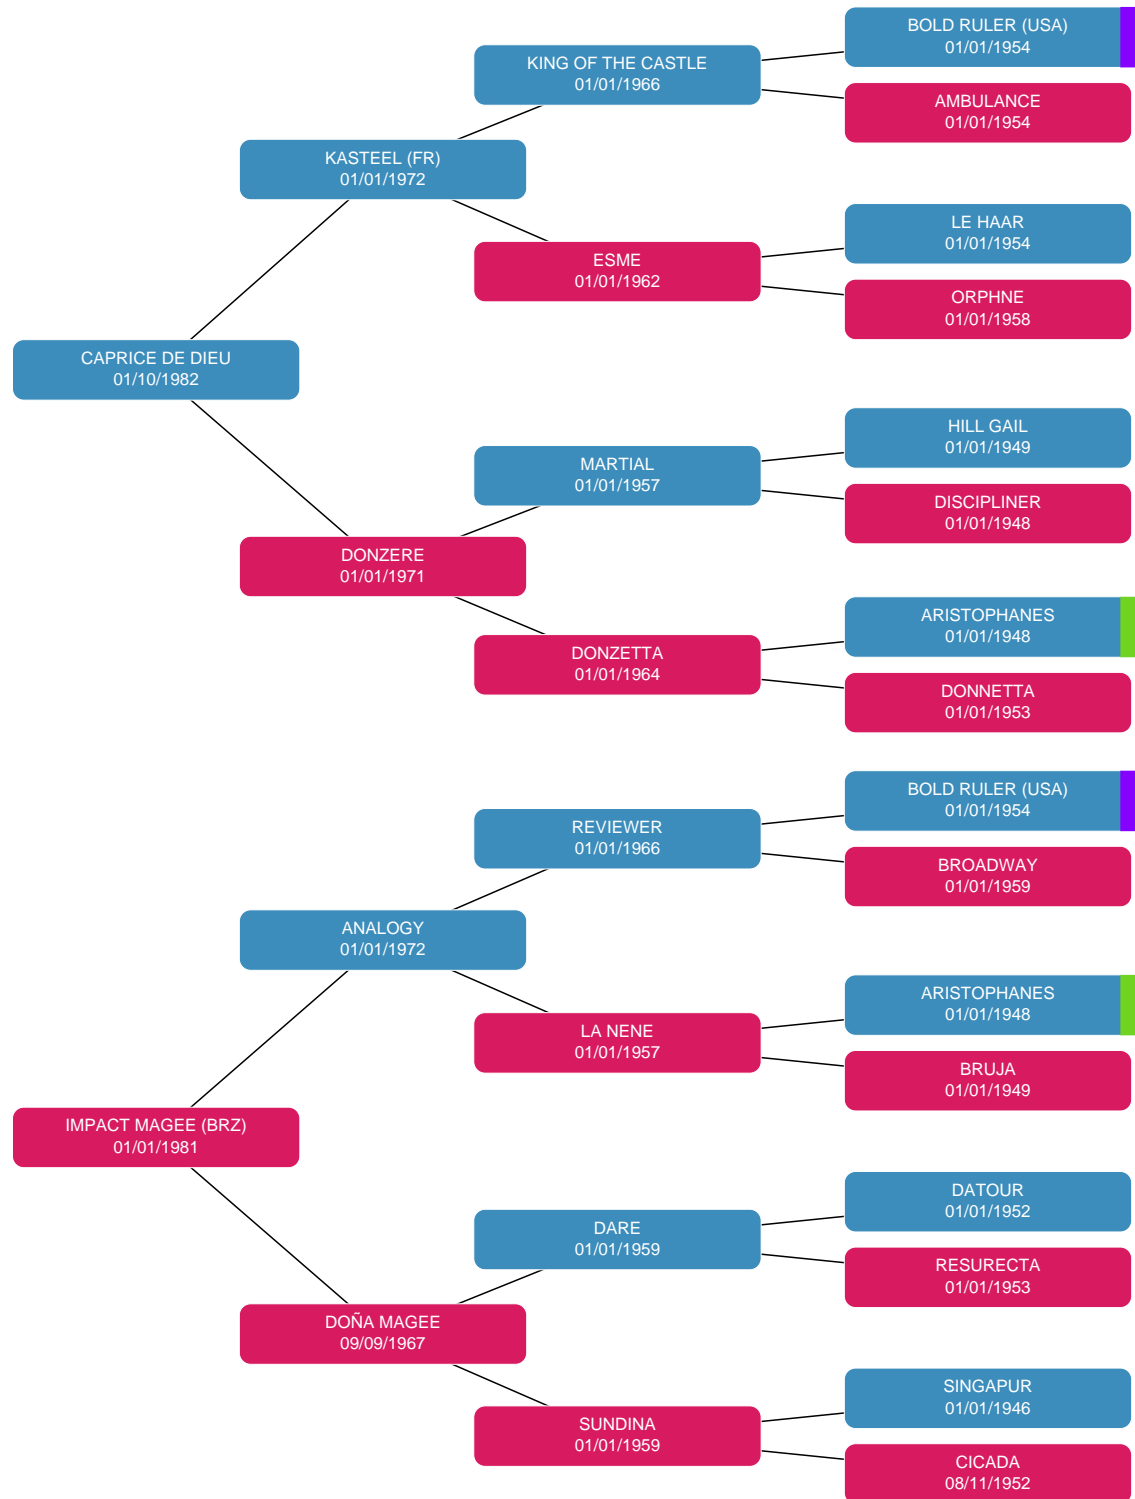 BOLD RULER (USA)
01/01/1954
KING OF THE CASTLE
01/01/1966
AMBULANCE
01/01/1954
KASTEEL (FR)
01/01/1972
LE HAAR
01/01/1954
ESME
01/01/1962
ORPHNE
01/01/1958
CAPRICE DE DIEU
01/10/1982
HILL GAIL
01/01/1949
MARTIAL
01/01/1957
DISCIPLINER
01/01/1948
DONZERE
01/01/1971
ARISTOPHANES
01/01/1948
DONZETTA
01/01/1964
DONNETTA
01/01/1953
BOLD RULER (USA)
01/01/1954
REVIEWER
01/01/1966
BROADWAY
01/01/1959
ANALOGY
01/01/1972
ARISTOPHANES
01/01/1948
LA NENE
01/01/1957
BRUJA
01/01/1949
IMPACT MAGEE (BRZ)
01/01/1981
DATOUR
01/01/1952
DARE
01/01/1959
RESURECTA
01/01/1953
DOÑA MAGEE
09/09/1967
SINGAPUR
01/01/1946
SUNDINA
01/01/1959
CICADA
08/11/1952